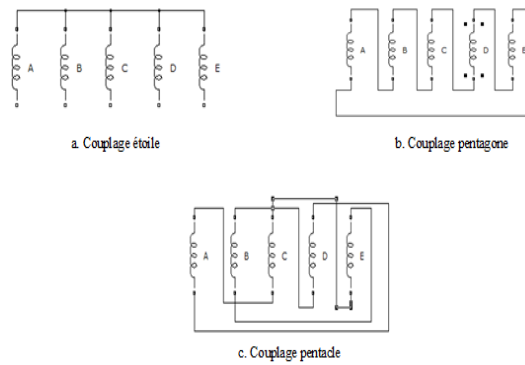 A B C D E
a. Couplage étoile
A B C D E
b. Couplage pentagone
A B C D E
c. Couplage pentacle